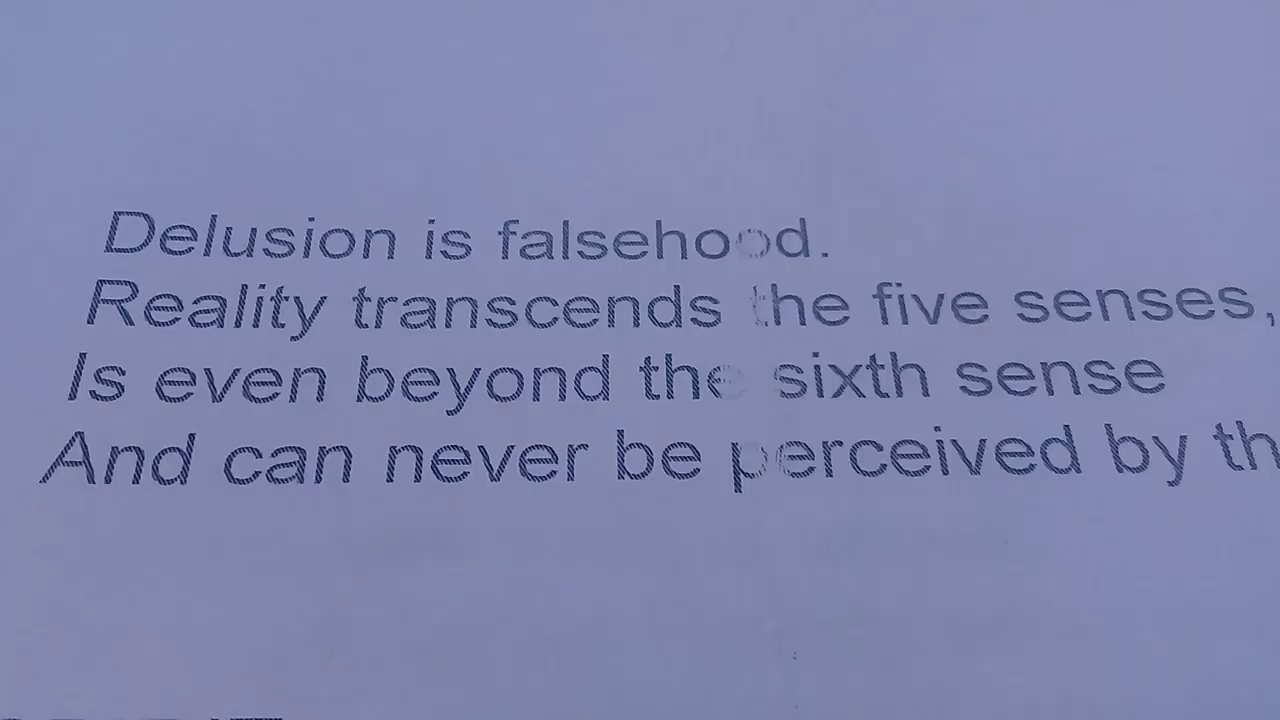 Delusion is falsehood.
Reality transcends the five senses,
Is even beyond the sixth sense
And can never be perceived by